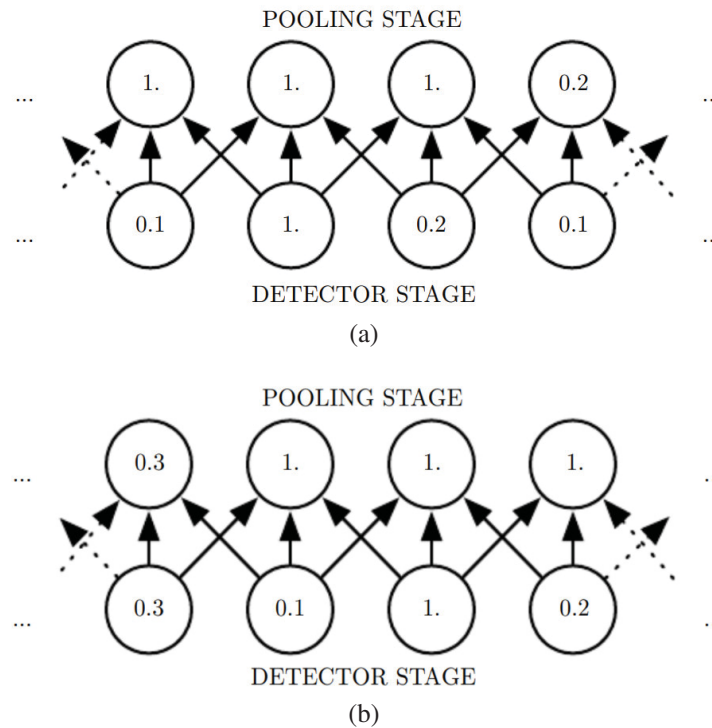 POOLING STAGE
... 1. 1. 1. 0.2 ...
... 0.1 1. 0.2 0.1 ...
DETECTOR STAGE
(a)
POOLING STAGE
... 0.3 1. 1. 1. .
... 0.3 0.1 1. 0.2 .
DETECTOR STAGE
(b)